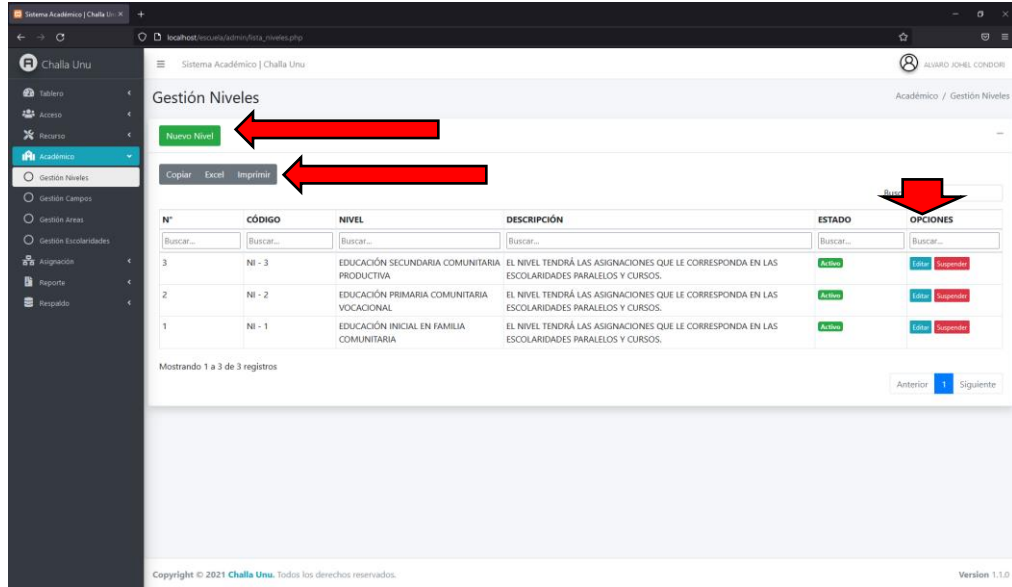 Sistema Académico | Challa Un
localhost/escuela/admin/lista_niveles.php
Challa Unu
Sistema Académico | Challa Unu
ALVARO JOHEL CONDORI
Tablero
Acceso
Recurso
Académico
Gestión Niveles
Gestión Campos
Gestión Areas
Gestión Escolaridades
Asignación
Reporte
Respaldo
Gestión Niveles
Académico / Gestión Niveles
Nuevo Nivel
Copiar Excel Imprimir
N° CÓDIGO NIVEL DESCRIPCIÓN ESTADO OPCIONES
Buscar... Buscar... Buscar... Buscar... Buscar... Buscar...
3 NI - 3 EDUCACIÓN SECUNDARIA COMUNITARIA EL NIVEL TENDRÁ LAS ASIGNACIONES QUE LE CORRESPONDA EN LAS Activo Editar Suspender
PRODUCTIVA ESCOLARIDADES PARALELOS Y CURSOS.
2 NI - 2 EDUCACIÓN PRIMARIA COMUNITARIA EL NIVEL TENDRÁ LAS ASIGNACIONES QUE LE CORRESPONDA EN LAS Activo Editar Suspender
VOCACIONAL ESCOLARIDADES PARALELOS Y CURSOS.
1 NI - 1 EDUCACIÓN INICIAL EN FAMILIA EL NIVEL TENDRÁ LAS ASIGNACIONES QUE LE CORRESPONDA EN LAS Activo Editar Suspender
COMUNITARIA ESCOLARIDADES PARALELOS Y CURSOS.
Mostrando 1 a 3 de 3 registros
Anterior 1 Siguiente
Copyright © 2021 Challa Unu. Todos los derechos reservados.
Version 1.1.0